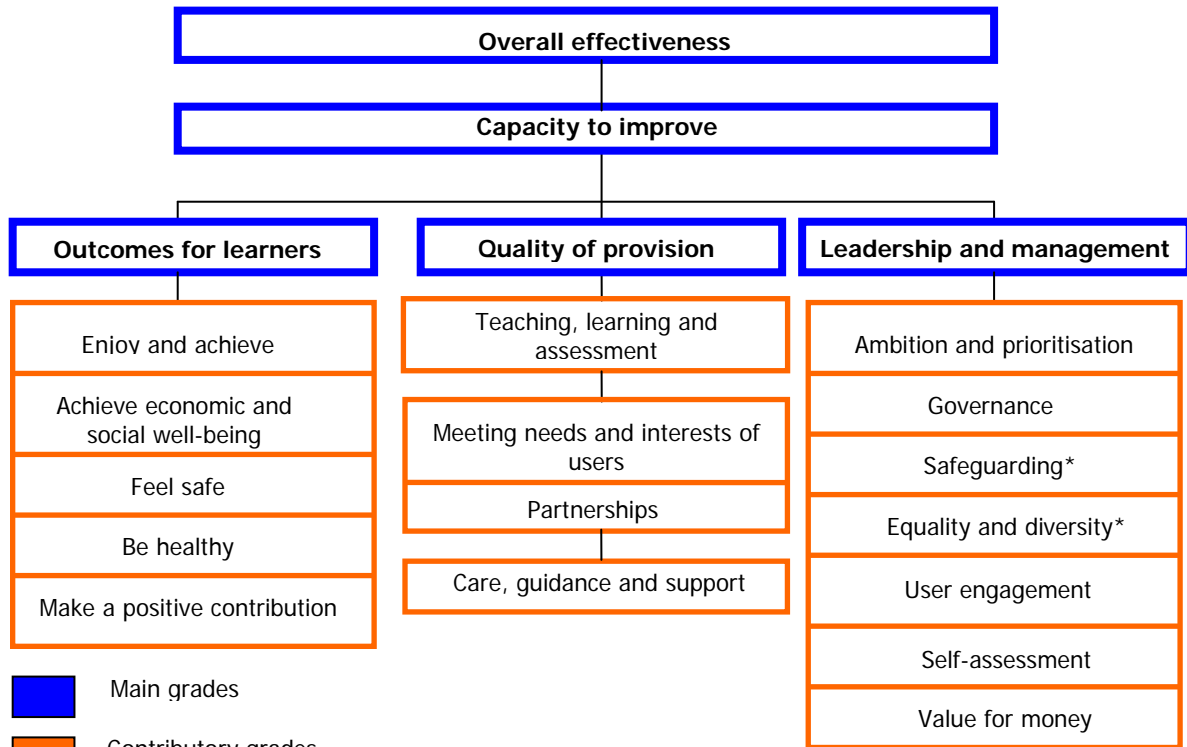 Overall effectiveness
Capacity to improve
Outcomes for learners
Quality of provision
Leadership and management
Enjoy and achieve
Achieve economic and
social well-being
Feel safe
Be healthy
Make a positive contribution
Teaching, learning and
assessment
Meeting needs and interests of
users
Partnerships
Care, guidance and support
Ambition and prioritisation
Governance
Safeguarding*
Equality and diversity*
User engagement
Self-assessment
Value for money
Main grades
Contributory grades